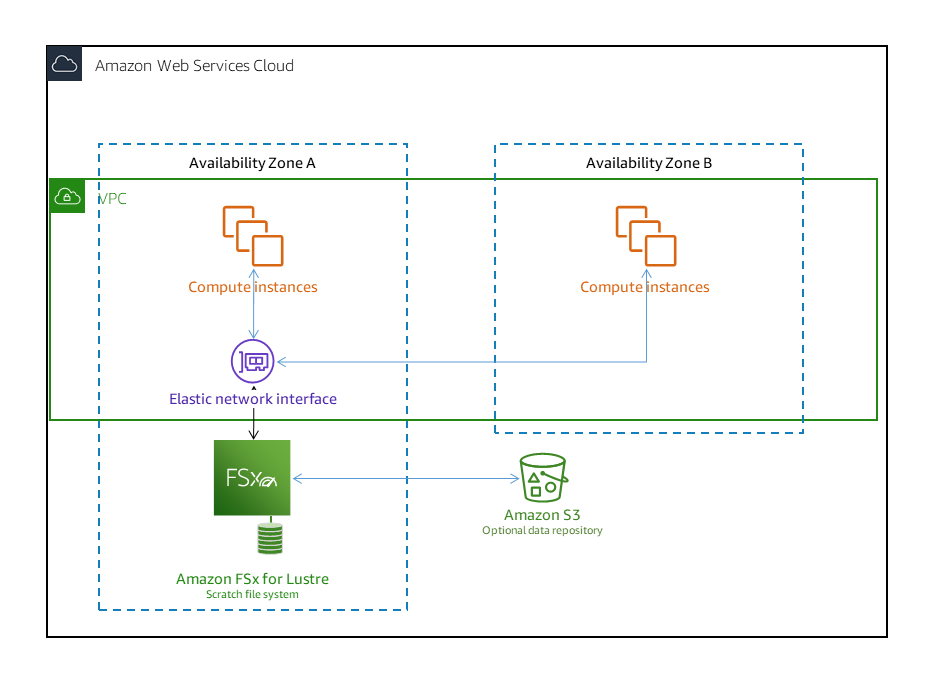 Amazon Web Services Cloud
Availability Zone A
Availability Zone B
VPC
Compute instances
Compute instances
Elastic network interface
FSx
Amazon S3
Optional data repository
Amazon FSx for Lustre
Scratch file system